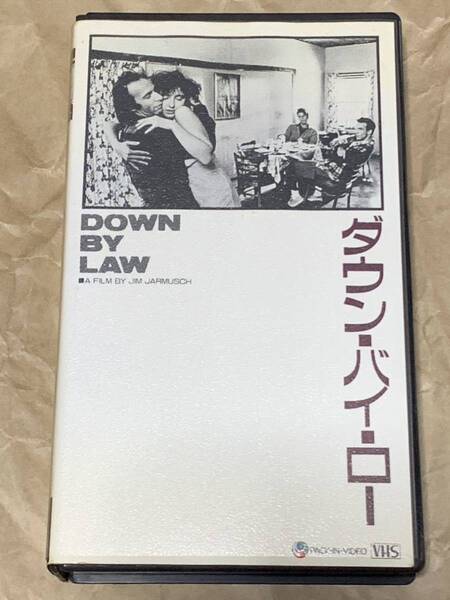 DOWN
BY
LAW
■A FILM BY JIM JARMUSCH
ダウン・バイ・ロー
PACK-IN-VIDEO VHS